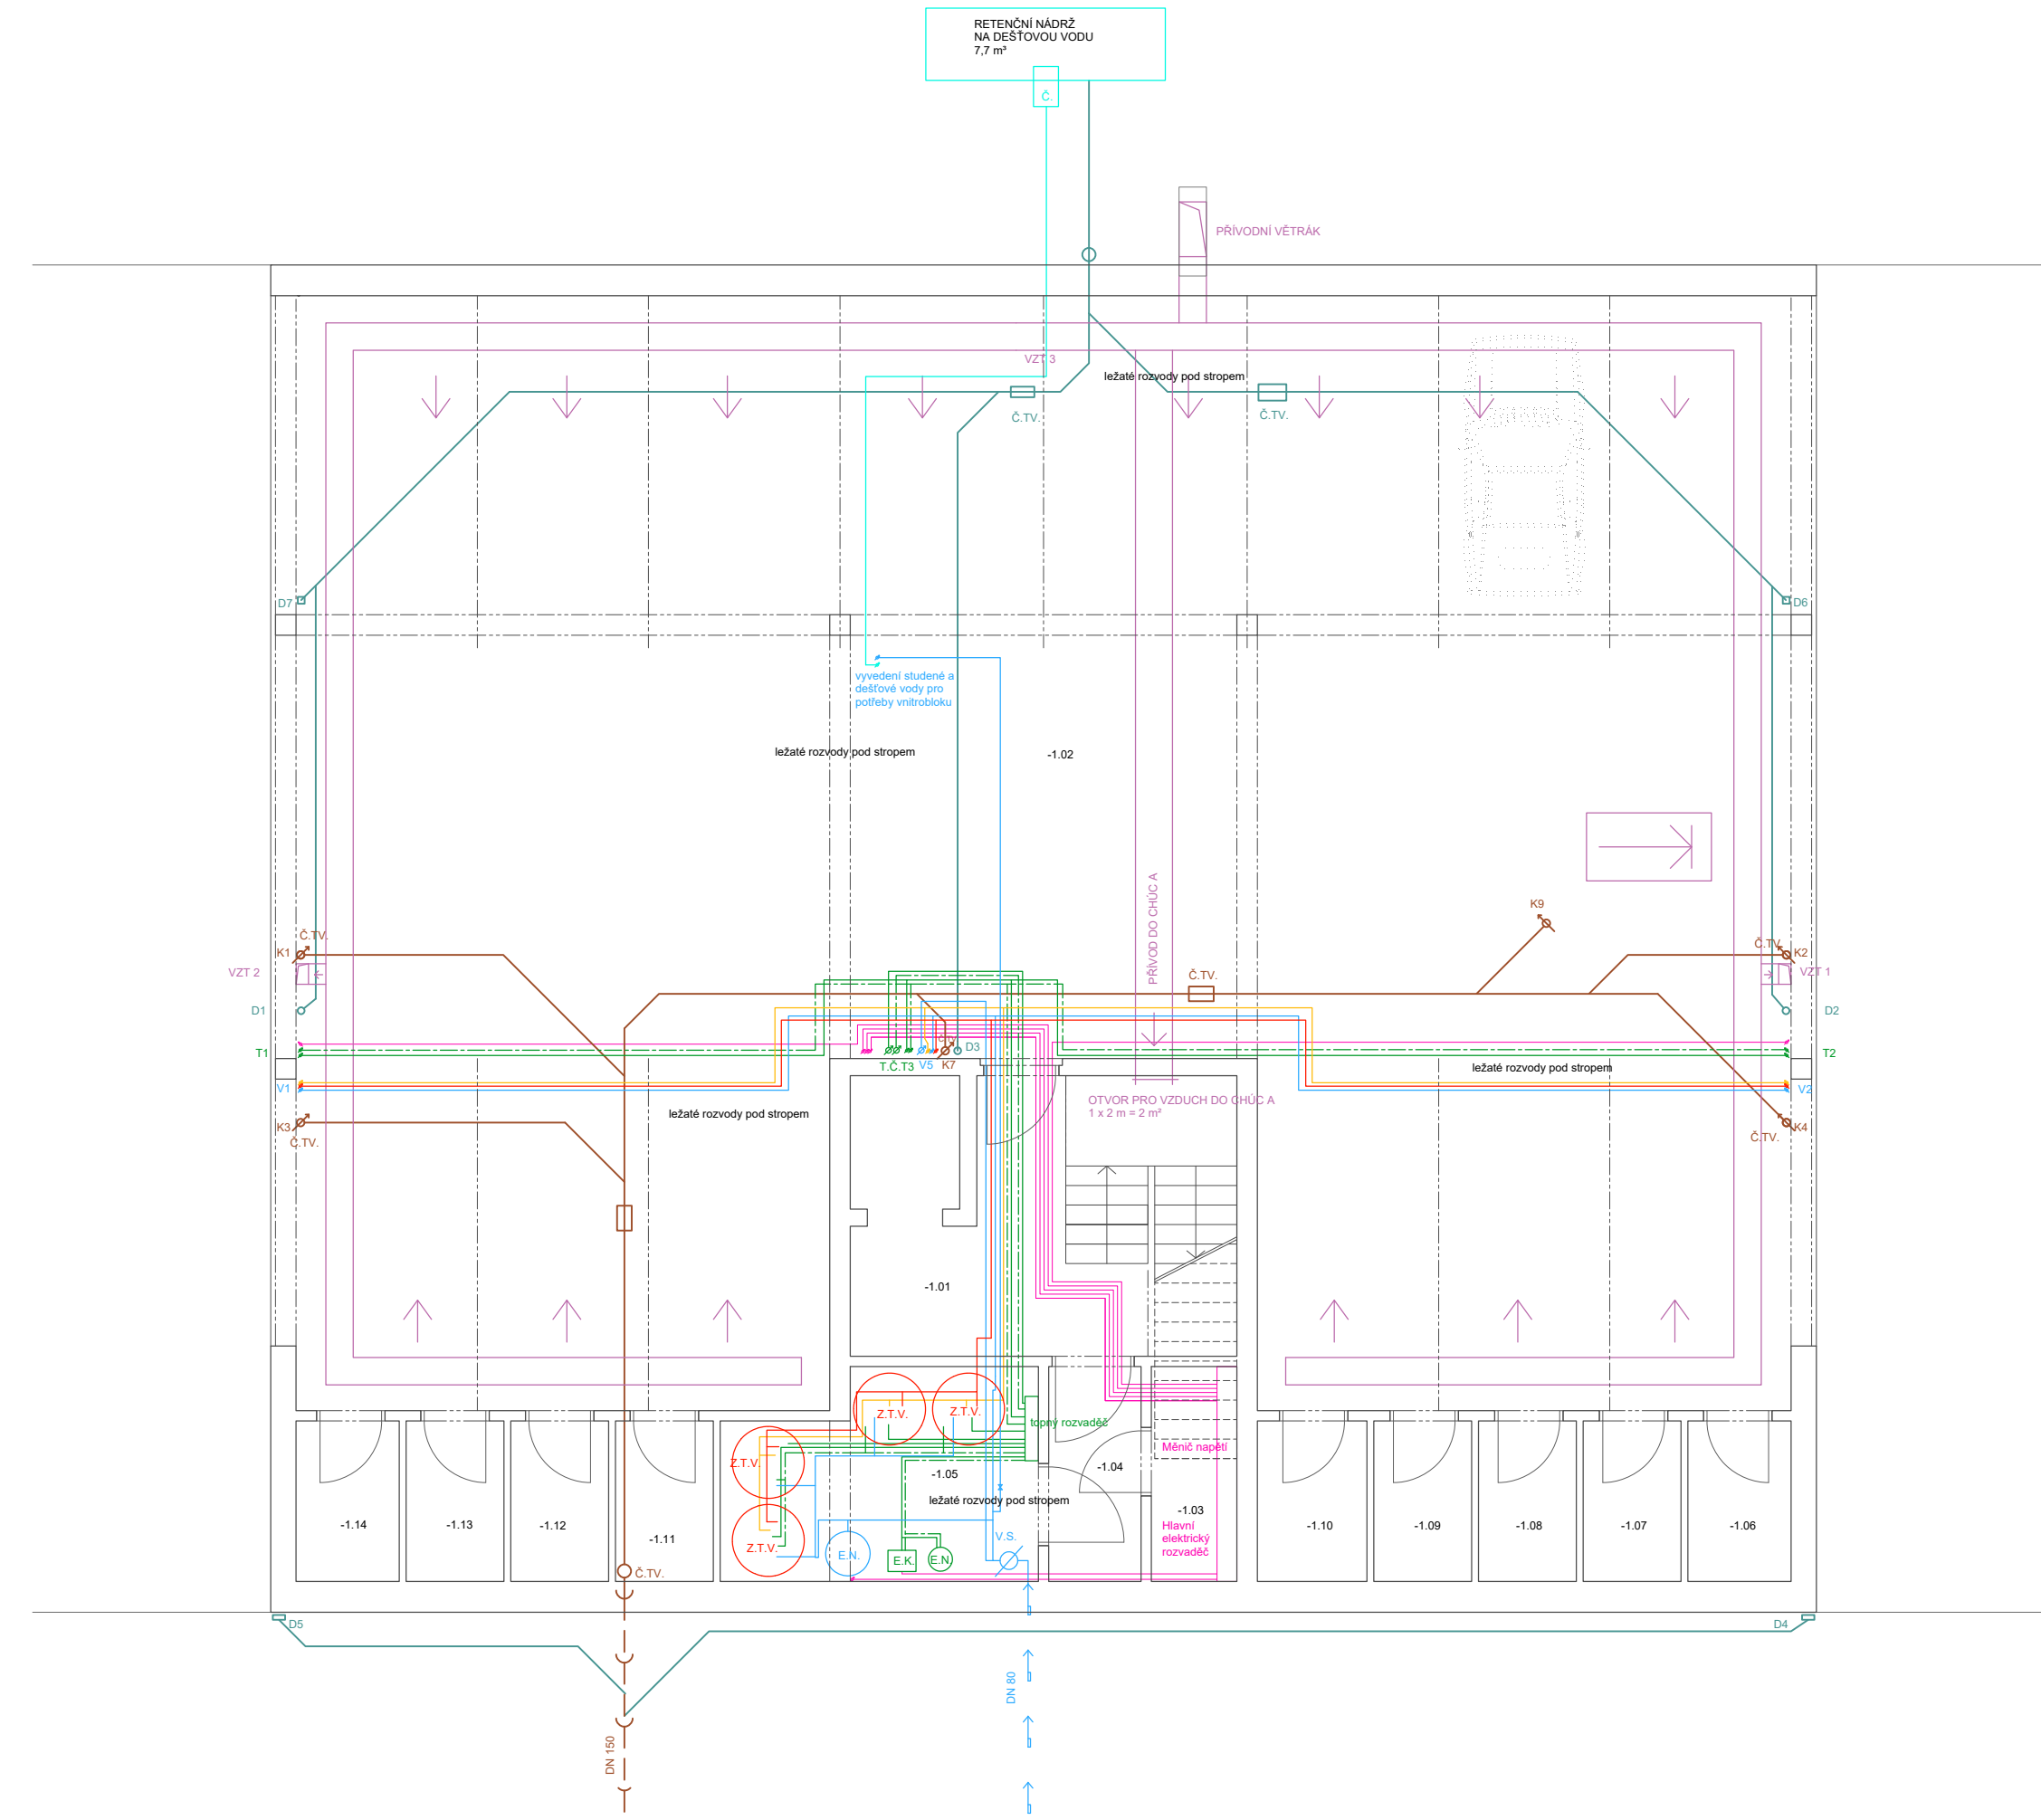 RETENČNÍ NÁDRŽ
NA DEŠŤOVOU VODU
7,7 m³
Č.
PŘÍVODNÍ VĚTRÁK
VZT 3
ležaté rozvody pod stropem
Č.TV.
Č.TV.
D7
D6
vyvedení studené a
dešťové vody pro
potřeby vnitrobloku
ležaté rozvody pod stropem
-1.02
PŘÍVOD DO CHÚC A
K9
Č.TV.
K1
VZT 2
D1
Č.TV.
K2
VZT 1
D2
Č.TV.
T1
T.Č.
T3
V5
K7
D3
T2
V1
ležaté rozvody pod stropem
V2
OTVOR PRO VZDUCH DO CHÚC A
1 x 2 m = 2 m²
ležaté rozvody pod stropem
K3
Č.TV.
K4
Č.TV.
-1.01
Z.T.V.
Z.T.V.
topný rozvaděč
Měnič napětí
Z.T.V.
-1.05
-1.04
ležaté rozvody pod stropem
-1.03
-1.14
-1.13
-1.12
-1.11
Hlavní
elektrický
rozvaděč
-1.10
-1.09
-1.08
-1.07
-1.06
V.S.
Z.T.V.
E.N.
E.K.
E.N
Č.TV.
D5
D4
DN 80
DN 150